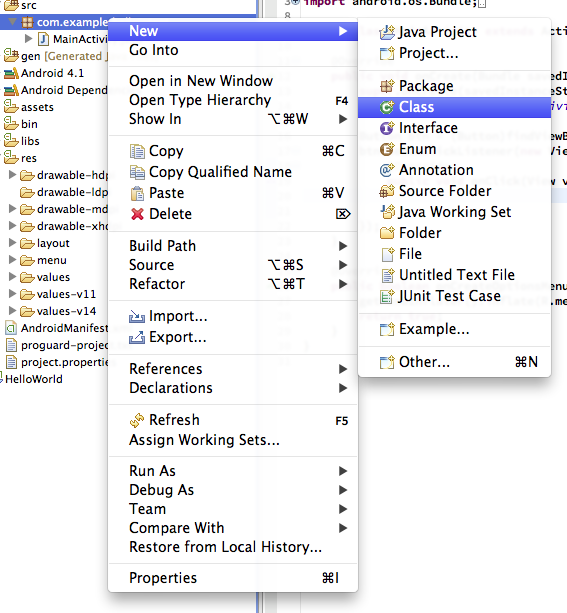 src
com.example
MainActivi
gen [Generated J
Android 4.1
Android Depend
assets
bin
libs
res
drawable-hdp
drawable-ldp
drawable-md
drawable-xh
layout
menu
values
values-v11
values-v14
AndroidManifest
proguard-project
project.properties
HelloWorld
New
Go Into
Open in New Window
Open Type Hierarchy F4
Show In ⌥⌘W
Copy ⌘C
Copy Qualified Name
Paste ⌘V
Delete ⌦
Build Path
Source ⌥⌘S
Refactor ⌥⌘T
Import...
Export...
References
Declarations
Refresh F5
Assign Working Sets...
Run As
Debug As
Team
Compare With
Restore from Local History...
Properties ⌘I
3 import android.os.Bundle;
8
Java Project
Project...
Package
Class
Interface
Enum
Annotation
Source Folder
Java Working Set
Folder
File
Untitled Text File
JUnit Test Case
Example...
Other... ⌘N